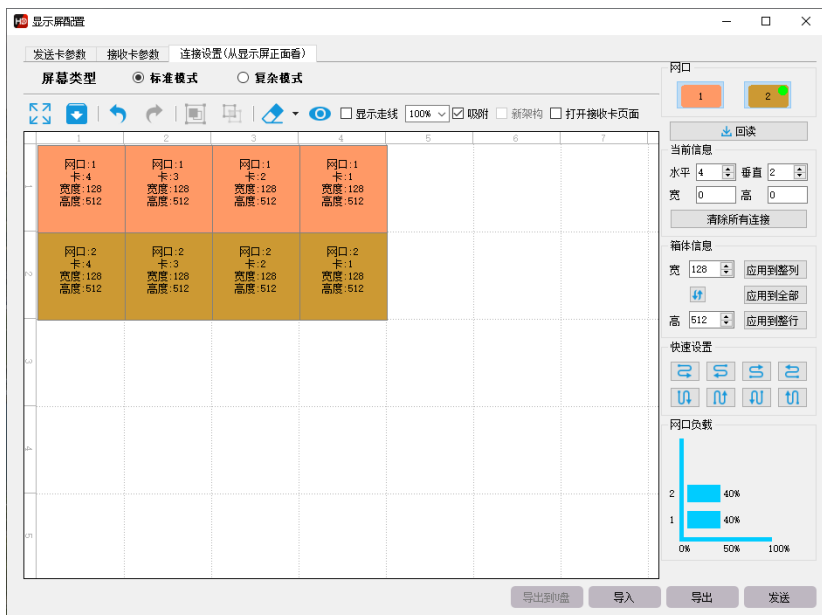 HD 显示屏配置
发送卡参数 接收卡参数 连接设置(从显示屏正面看)
屏幕类型 标准模式 复杂模式
显示走线 100% 吸附 新架构 打开接收卡页面
1 2 3 4 5 6 7
1
网口:1 网口:1 网口:1 网口:1
卡:4 卡:3 卡:2 卡:1
宽度:128 宽度:128 宽度:128 宽度:128
高度:512 高度:512 高度:512 高度:512
2
网口:2 网口:2 网口:2 网口:2
卡:4 卡:3 卡:2 卡:1
宽度:128 宽度:128 宽度:128 宽度:128
高度:512 高度:512 高度:512 高度:512
3
4
5
网口
1 2
回读
当前信息
水平 4 垂直 2
宽 0 高 0
清除所有连接
箱体信息
宽 128 应用到整列
应用到全部
高 512 应用到整行
快速设置
网口负载
2 40%
1 40%
0% 50% 100%
导出到U盘 导入 导出 发送